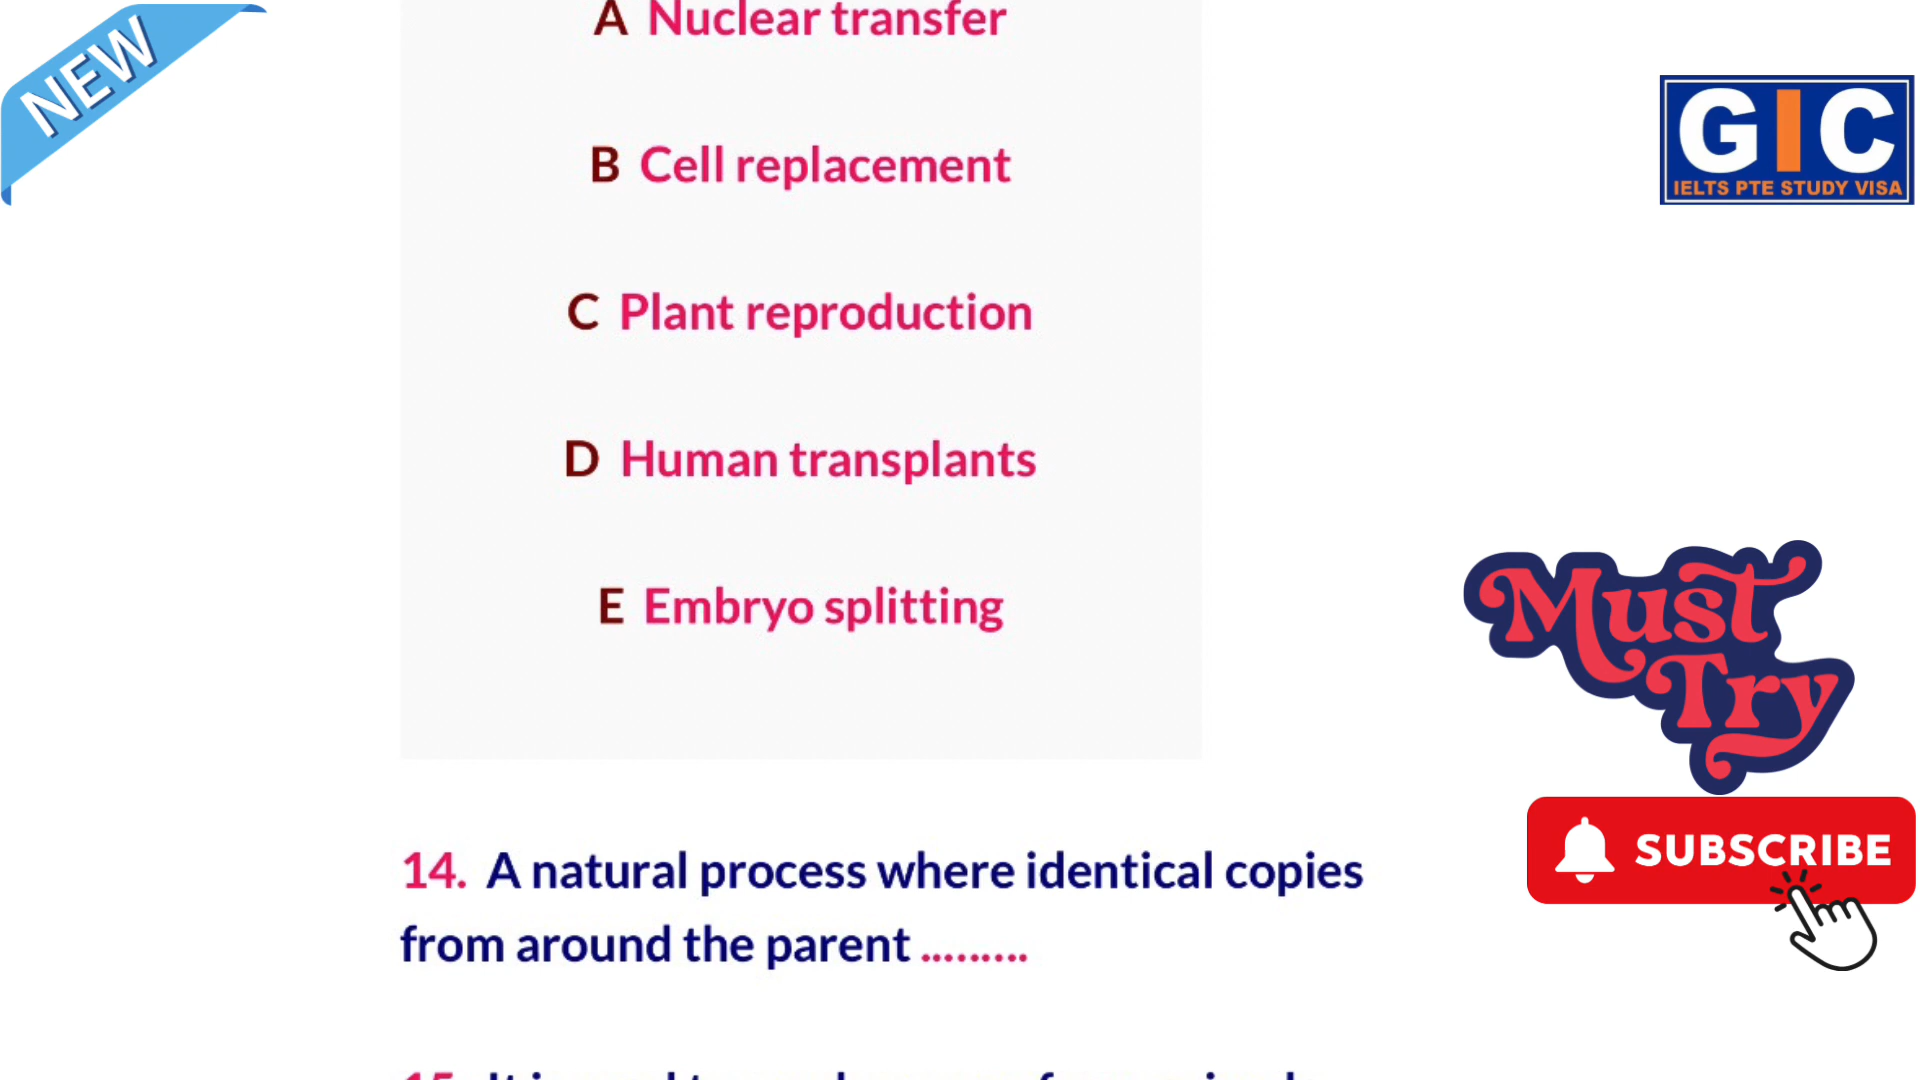 NEW
A Nuclear transfer
GIC
IELTS PTE STUDY VISA
B Cell replacement
C Plant reproduction
D Human transplants
E Embryo splitting
Must
Try
SUBSCRIBE
14. A natural process where identical copies
from around the parent .........